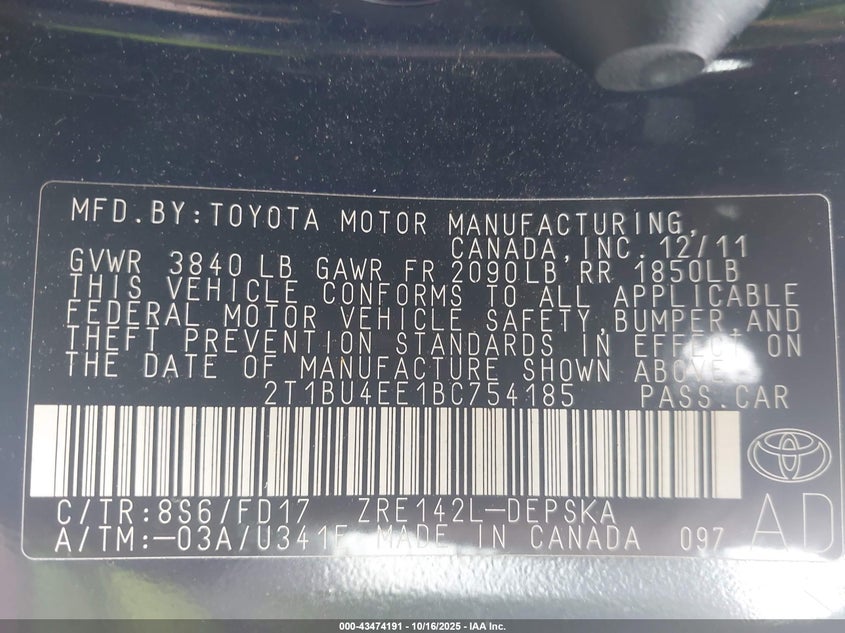 MFD.BY:TOYOTA MOTOR MANUFACTURING,
CANADA,INC. 12/11
GVWR 3840 LB GAWR FR 2090LB RR 1850LB
THIS VEHICLE CONFORMS TO ALL APPLICABLE
FEDERAL MOTOR VEHICLE SAFETY,BUMPER,AND
THEFT PREVENTION STANDARDS IN EFFECT ON
THE DATE OF MANUFACTURE SHOWN ABOVE.
2T1BU4EE1BC754185 PASS.CAR
C/TR:8S6/FD17 ZRE142L-DEPSKA
A/TM:-03A/U341F MADE IN CANADA 097 AD
000-43474191 - 10/16/2025 - IAA Inc.